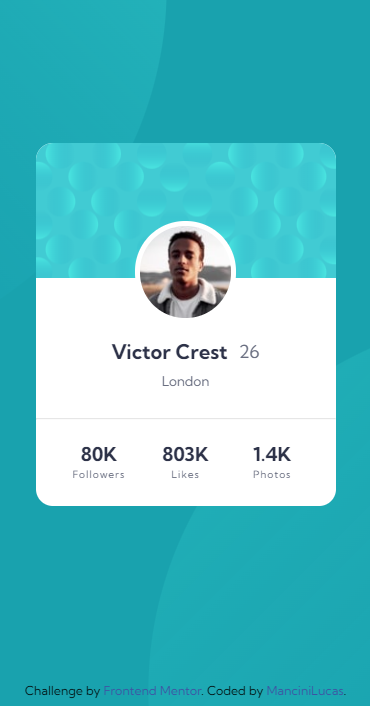 Victor Crest 26
London
80K 803K 1.4K
Followers Likes Photos
Challenge by Frontend Mentor. Coded by ManciniLucas.